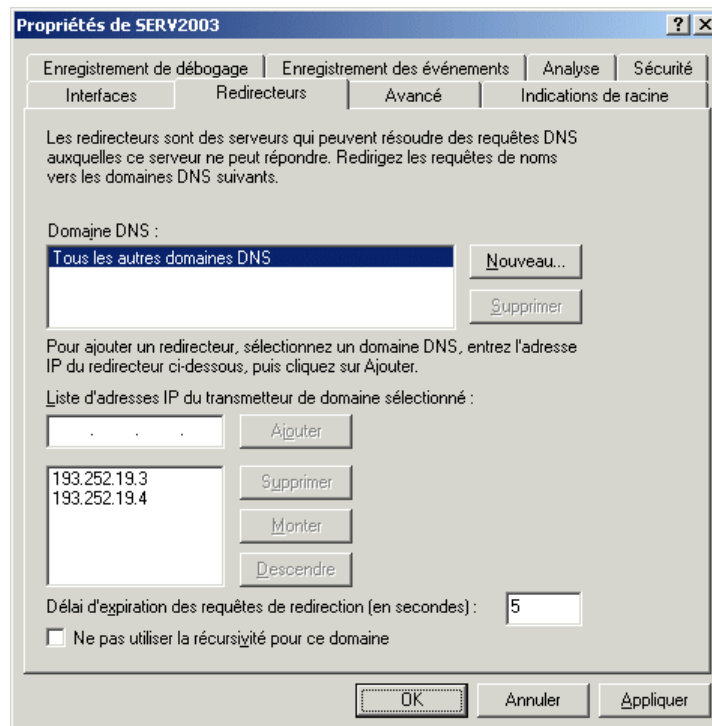 Propriétés de SERV2003
Enregistrement de débogage
Enregistrement des événements
Analyse
Sécurité
Interfaces
Redirecteurs
Avancé
Indications de racine
Les redirecteurs sont des serveurs qui peuvent résoudre des requêtes DNS
auxquelles ce serveur ne peut répondre. Redirigez les requêtes de noms
vers les domaines DNS suivants.
Domaine DNS :
Tous les autres domaines DNS
Nouveau...
Supprimer
Pour ajouter un redirecteur, sélectionnez un domaine DNS, entrez l'adresse
IP du redirecteur ci-dessous, puis cliquez sur Ajouter.
Liste d'adresses IP du transmetteur de domaine sélectionné :
. . .
Ajouter
193.252.19.3
193.252.19.4
Supprimer
Monter
Descendre
Délai d'expiration des requêtes de redirection (en secondes) :
5
Ne pas utiliser la récursivité pour ce domaine
OK
Annuler
Appliquer